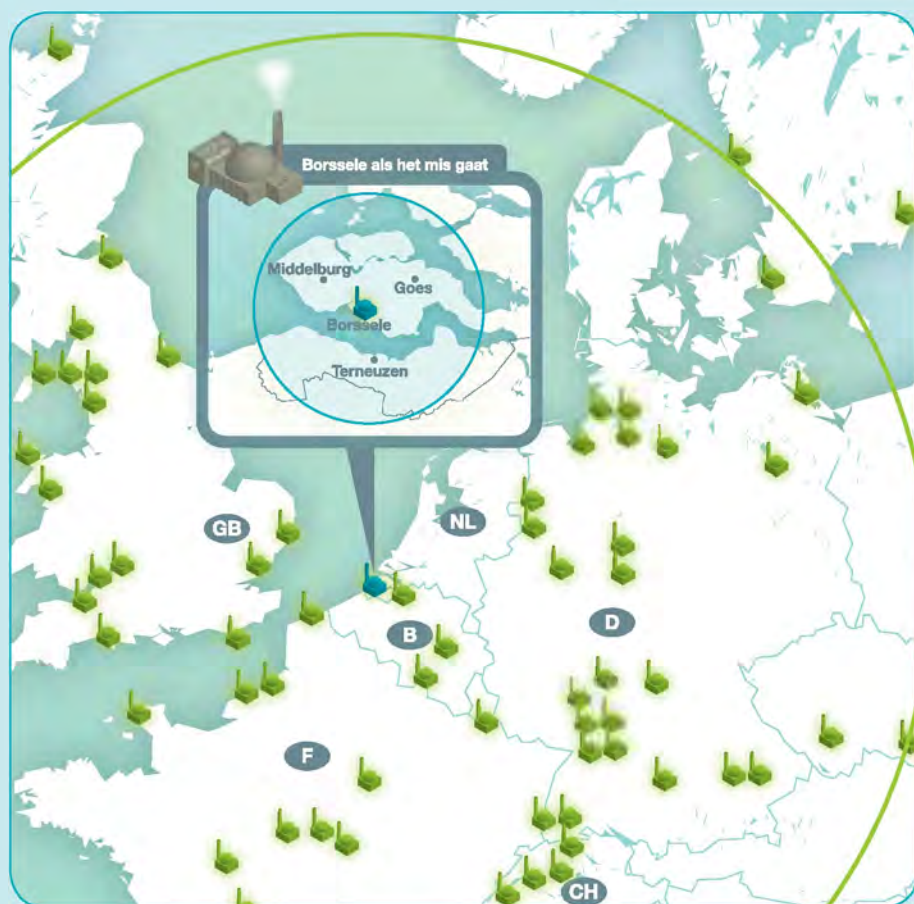 Borssele als het mis gaat
Middelburg
Goes
Borssele
Terneuzen
GB
NL
B
D
F
CH